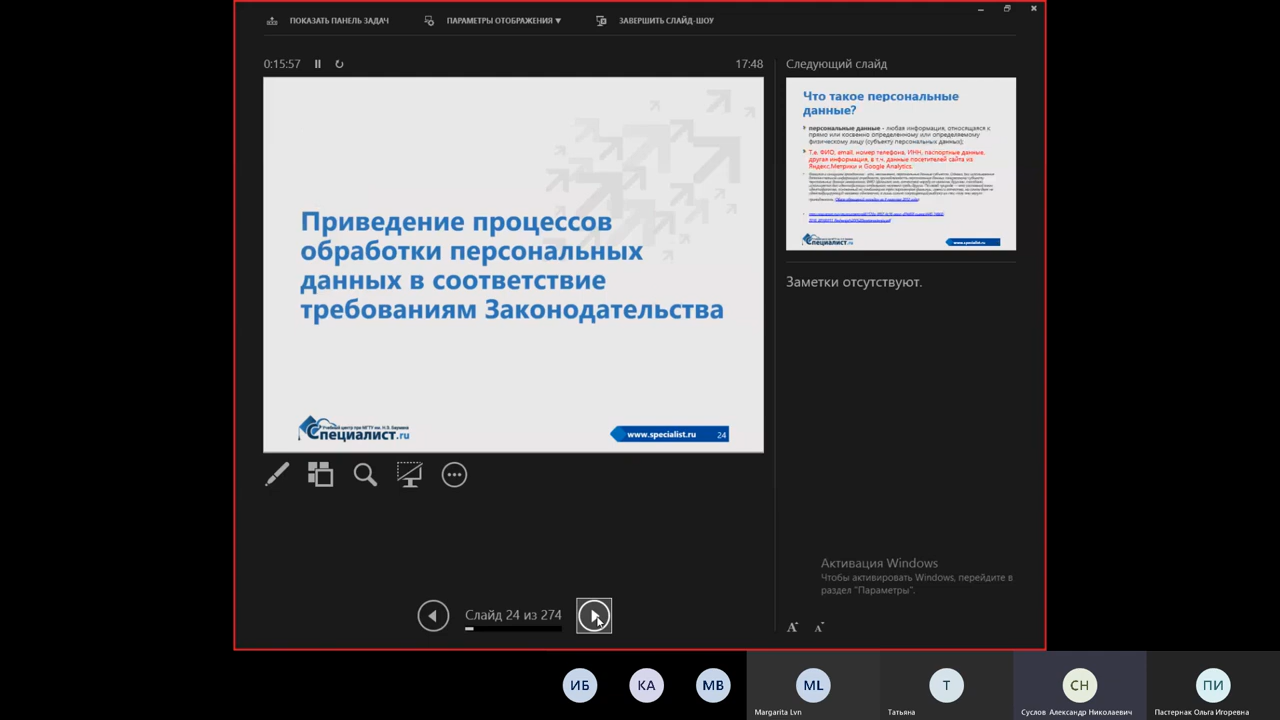 ПОКАЗАТЬ ПАНЕЛЬ ЗАДАЧ
ПАРАМЕТРЫ ОТОБРАЖЕНИЯ
ЗАВЕРШИТЬ СЛАЙД-ШОУ
0:15:57
17:48
Приведение процессов
обработки персональных
данных в соответствие
требованиям Законодательства
Специалист.ru
www.specialist.ru 24
Слайд 24 из 274
Следующий слайд
Что такое персональные
данные?
персональные данные - любая информация, относящаяся к
прямо или косвенно определенному или определяемому
физическому лицу (субъекту персональных данных);
Т.е. ФИО, email, номер телефона, ИНН, паспортные данные,
другая информация, в т.ч. данные посетителей сайта из
Яндекс.Метрики и Google Analytics.
Специалист.ru
www.specialist.ru
Заметки отсутствуют.
Активация Windows
Чтобы активировать Windows, перейдите в
раздел "Параметры".
A A
ИБ
КА
МВ
ML
Margarita Lvn
Т
Татьяна
СН
Суслов Александр Николаевич
ПИ
Пастернак Ольга Игоревна